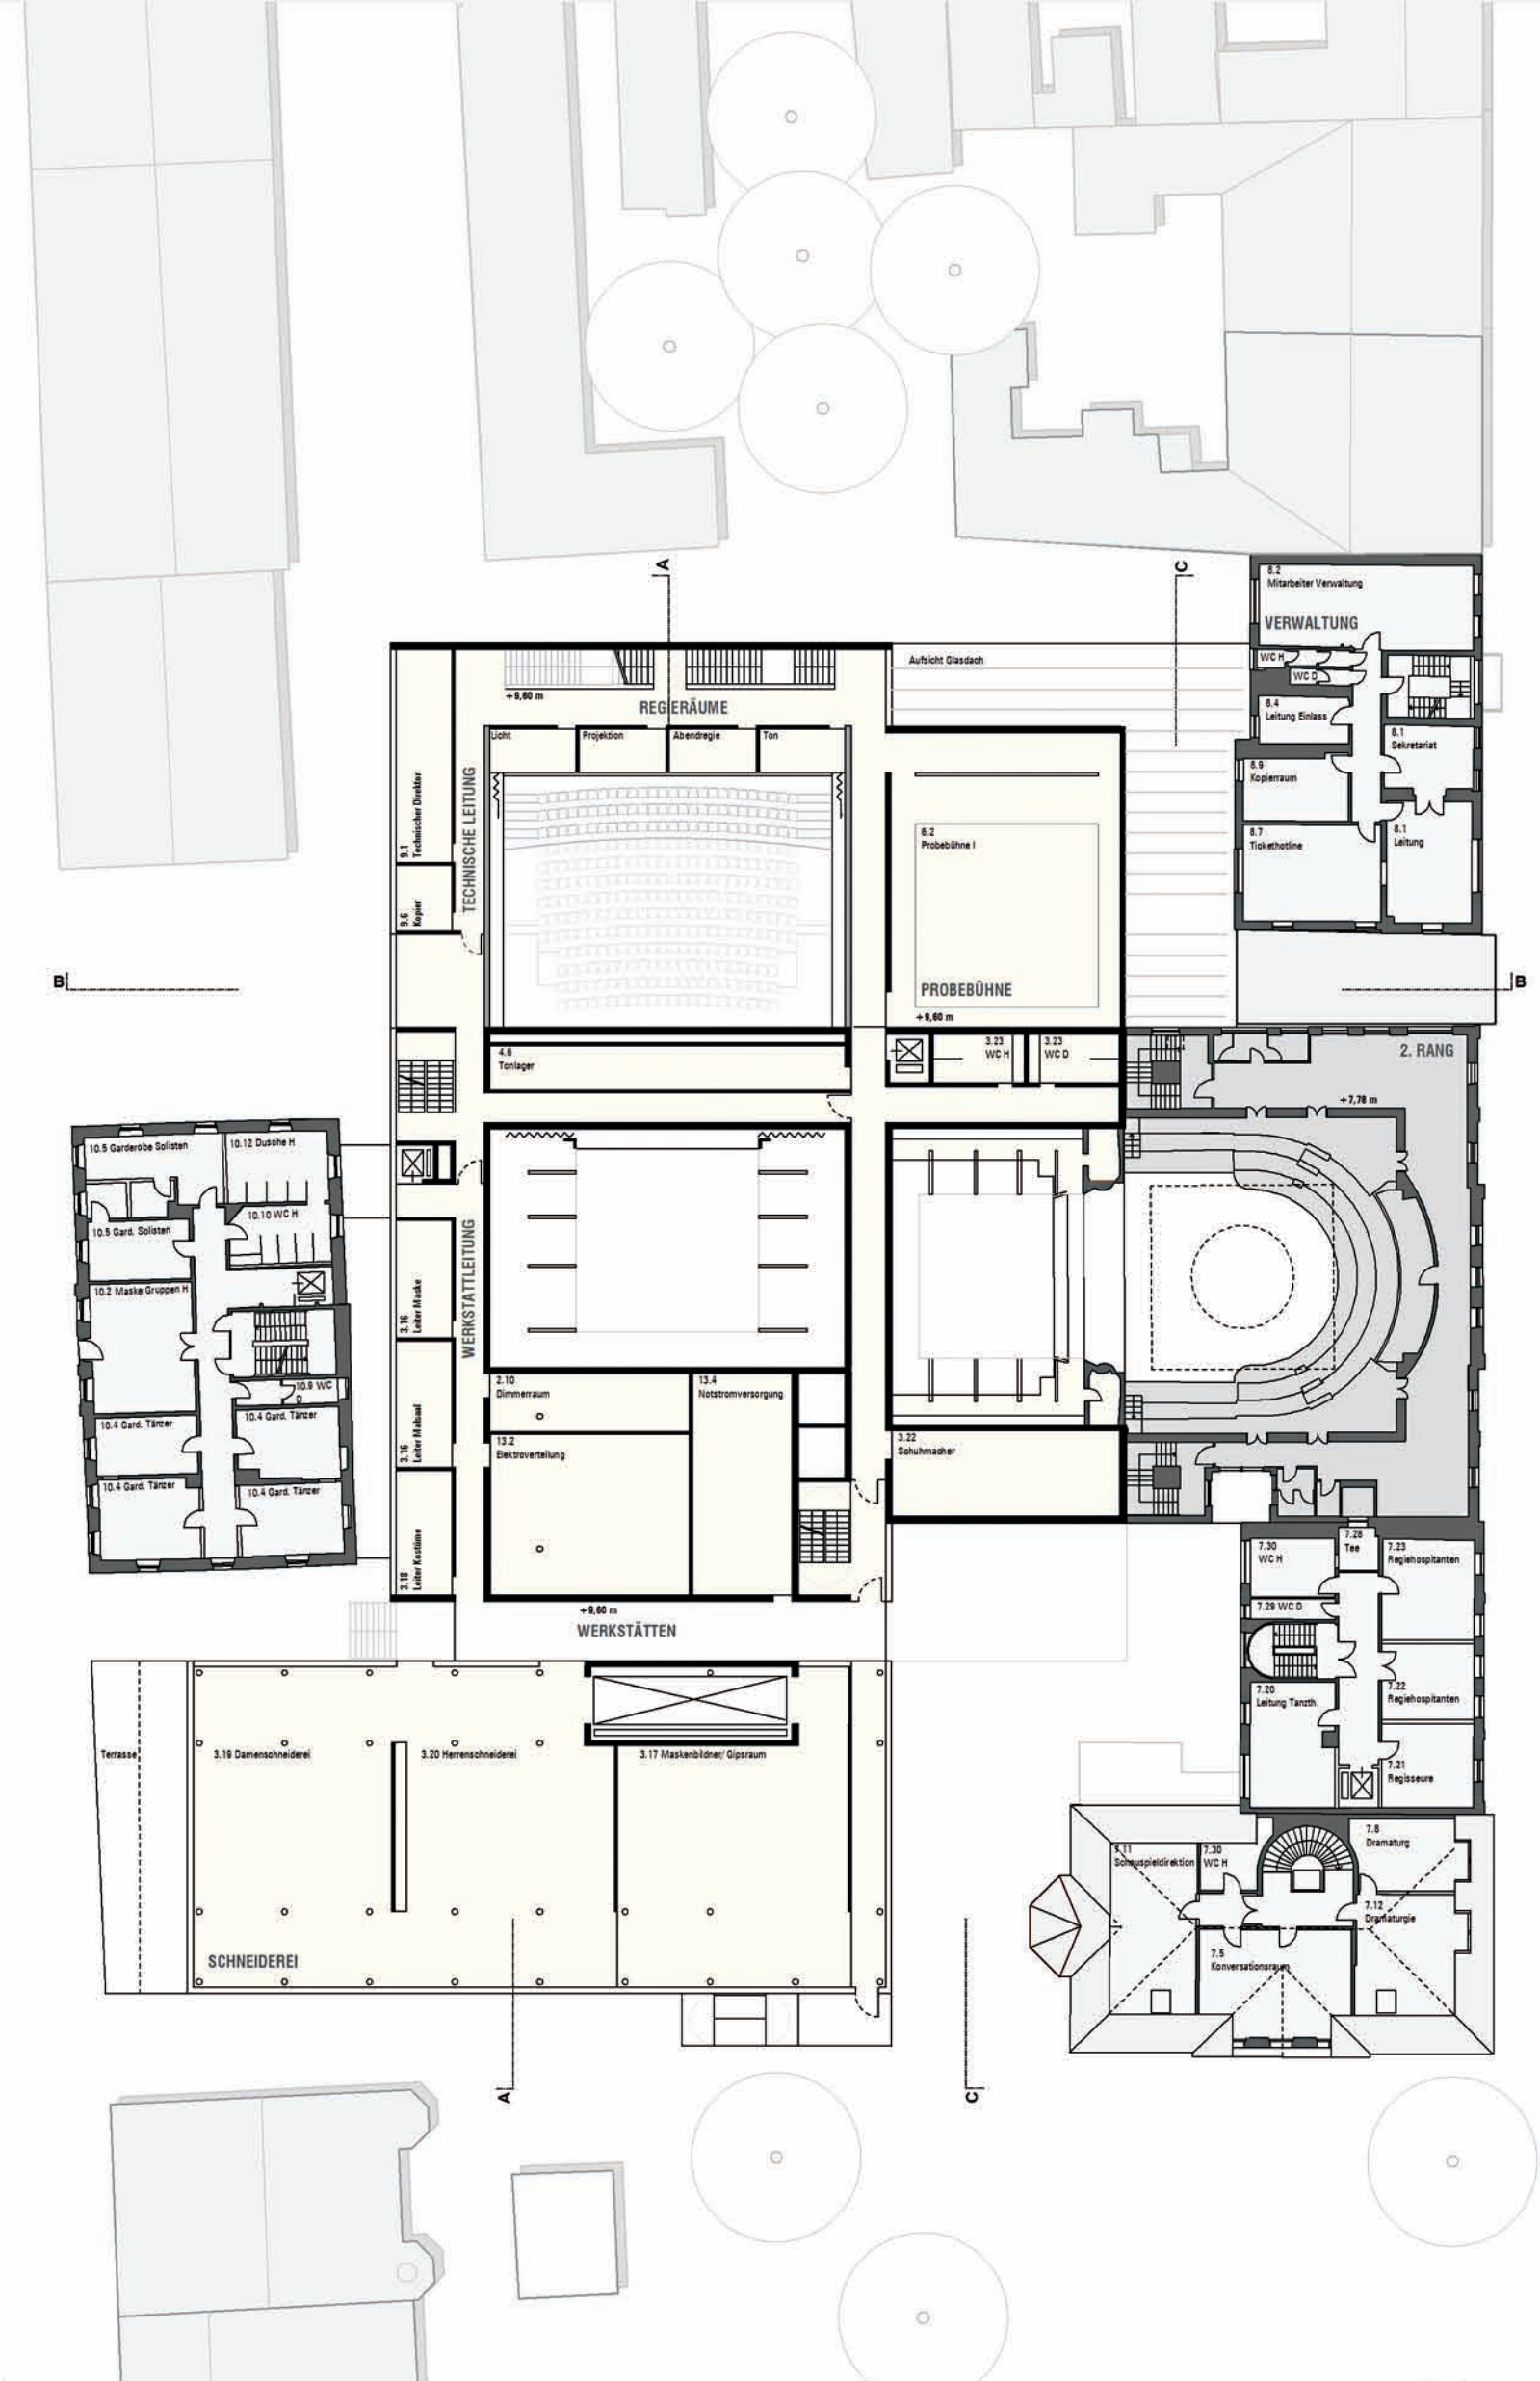 A
C
8.2
Mitarbeiter Verwaltung
VERWALTUNG
Aufsicht Glasdach
WC H
WC D
+9,60 m
REGIERÄUME
8.4
Leitung Einlass
Licht
Projektion
Abendregie
Ton
8.1
Sekretariat
8.9
Kopierraum
9.1
Technischer Direktor
TECHNISCHE LEITUNG
6.2
Probebühne I
8.7
Tickethotline
8.1
Leitung
9.6
Kopier
B
PROBEBÜHNE
B
+9,60 m
4.6
Tonlager
3.23
WC H
3.23
WC D
2. RANG
+7,78 m
10.5 Garderobe Solisten
10.12 Dusche H
10.10 WC H
10.5 Gard. Solisten
10.2 Maske Gruppen H
3.16
Leiter Maske
WERKSTATTLEITUNG
10.9 WC
D
2.10
Dimmerraum
13.4
Notstromversorgung
10.4 Gard. Tänzer
10.4 Gard. Tänzer
3.16
Leiter Malsaal
13.2
Elektroverteilung
3.22
Schuhmacher
10.4 Gard. Tänzer
10.4 Gard. Tänzer
3.18
Leiter Kostüme
7.30
WC H
7.28
Tee
7.23
Regiehospitanten
+9,60 m
WERKSTÄTTEN
7.29 WC D
7.20
Leitung Tanzth.
7.22
Regiehospitanten
Terrasse
3.19 Damenschneiderei
3.20 Herrenschneiderei
3.17 Maskenbildner/ Gipsraum
7.21
Regisseure
7.11
Schauspieldirektion
7.30
WC H
7.8
Dramaturg
7.12
Dramaturgie
SCHNEIDEREI
7.5
Konversationsraum
A
C